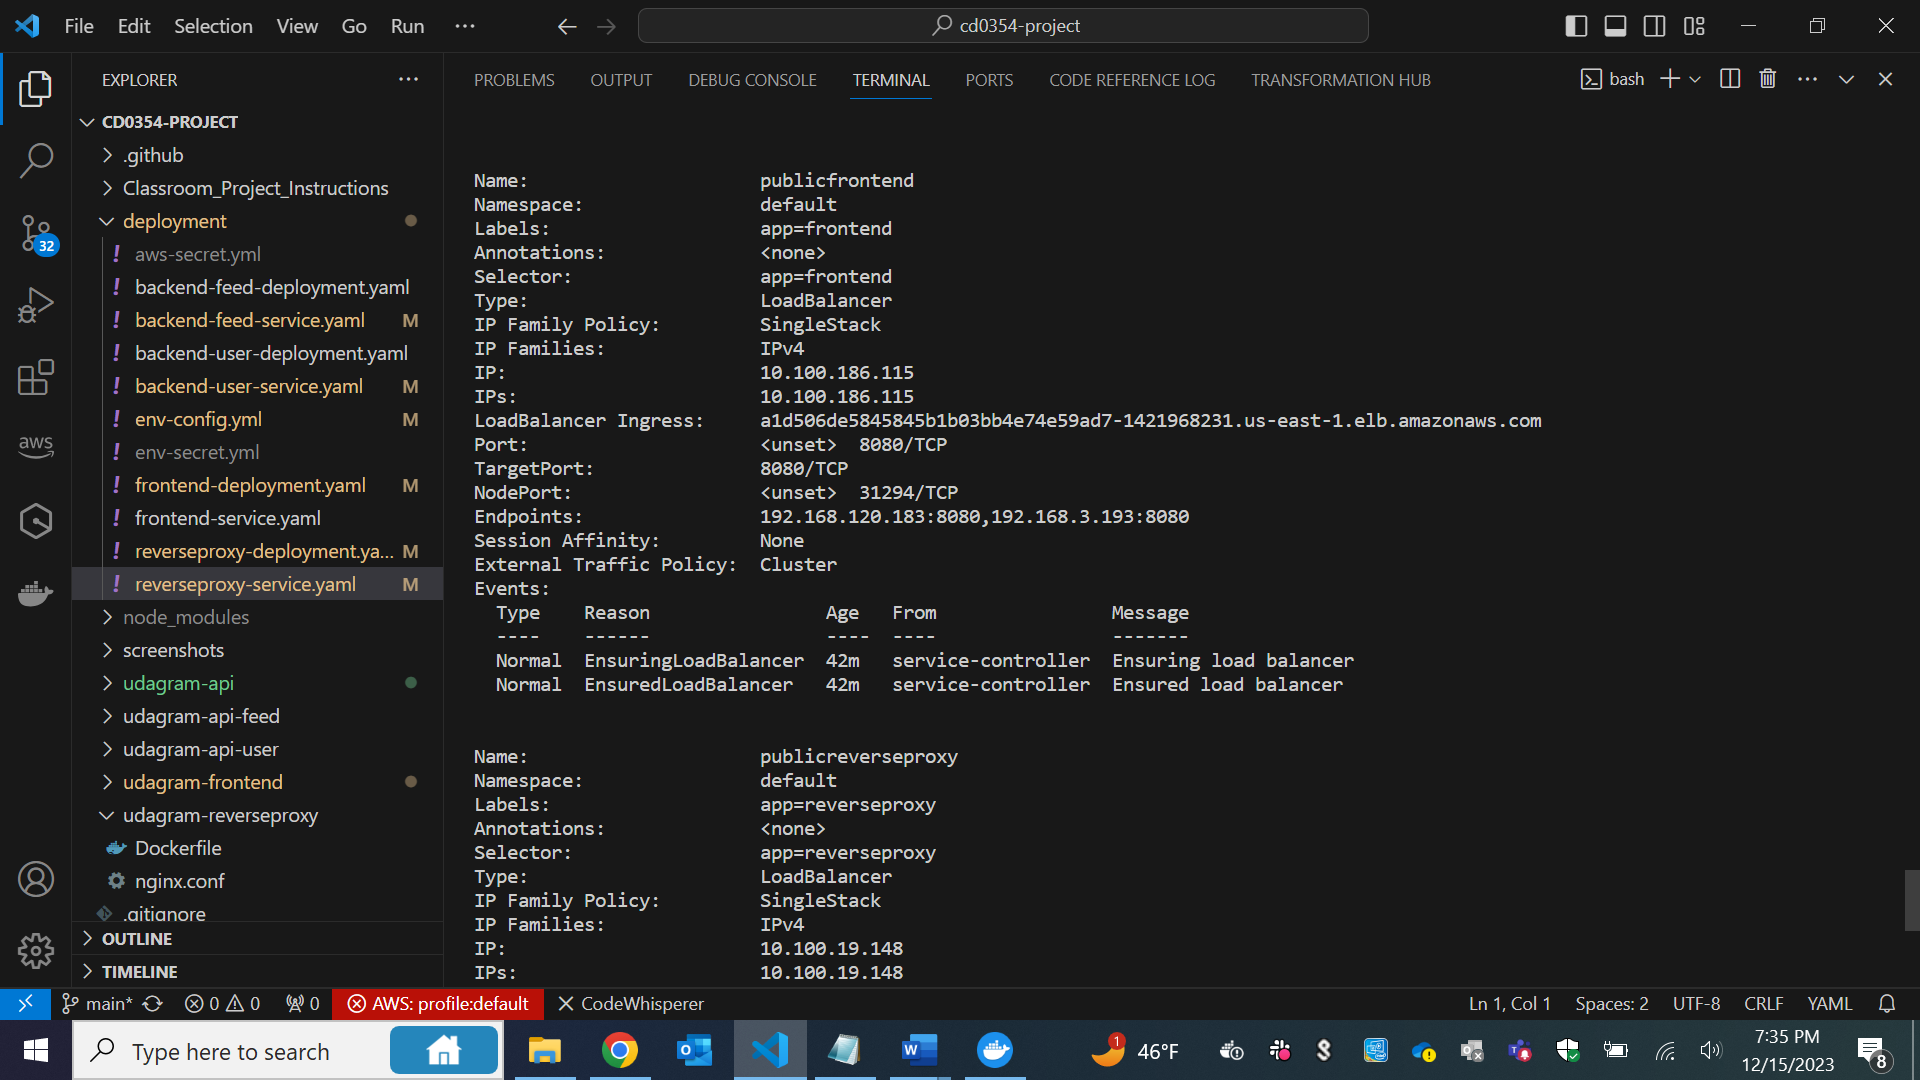 File Edit Selection View Go Run ···
cd0354-project
EXPLORER ···
CD0354-PROJECT
.github
Classroom_Project_Instructions
deployment
! aws-secret.yml
! backend-feed-deployment.yaml
! backend-feed-service.yaml M
! backend-user-deployment.yaml
! backend-user-service.yaml M
! env-config.yml M
! env-secret.yml
! frontend-deployment.yaml M
! frontend-service.yaml
! reverseproxy-deployment.ya... M
! reverseproxy-service.yaml M
node_modules
screenshots
udagram-api
udagram-api-feed
udagram-api-user
udagram-frontend
udagram-reverseproxy
Dockerfile
nginx.conf
.gitignore
OUTLINE
TIMELINE
32
aws
PROBLEMS OUTPUT DEBUG CONSOLE TERMINAL PORTS CODE REFERENCE LOG TRANSFORMATION HUB
bash ···
Name: publicfrontend
Namespace: default
Labels: app=frontend
Annotations: <none>
Selector: app=frontend
Type: LoadBalancer
IP Family Policy: SingleStack
IP Families: IPv4
IP: 10.100.186.115
IPs: 10.100.186.115
LoadBalancer Ingress: a1d506de5845845b1b03bb4e74e59ad7-1421968231.us-east-1.elb.amazonaws.com
Port: <unset> 8080/TCP
TargetPort: 8080/TCP
NodePort: <unset> 31294/TCP
Endpoints: 192.168.120.183:8080,192.168.3.193:8080
Session Affinity: None
External Traffic Policy: Cluster
Events:
Type Reason Age From Message
---- ------ ---- ---- -------
Normal EnsuringLoadBalancer 42m service-controller Ensuring load balancer
Normal EnsuredLoadBalancer 42m service-controller Ensured load balancer
Name: publicreverseproxy
Namespace: default
Labels: app=reverseproxy
Annotations: <none>
Selector: app=reverseproxy
Type: LoadBalancer
IP Family Policy: SingleStack
IP Families: IPv4
IP: 10.100.19.148
IPs: 10.100.19.148
main* 0 0 0 AWS: profile:default CodeWhisperer
Ln 1, Col 1 Spaces: 2 UTF-8 CRLF YAML
Type here to search
1 46°F
7:35 PM
12/15/2023
8